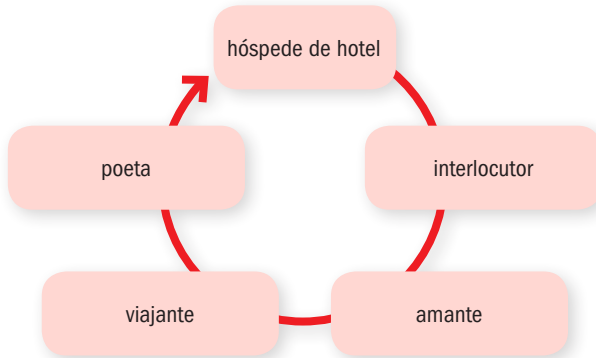 hóspede de hotel
interlocutor
amante
viajante
poeta